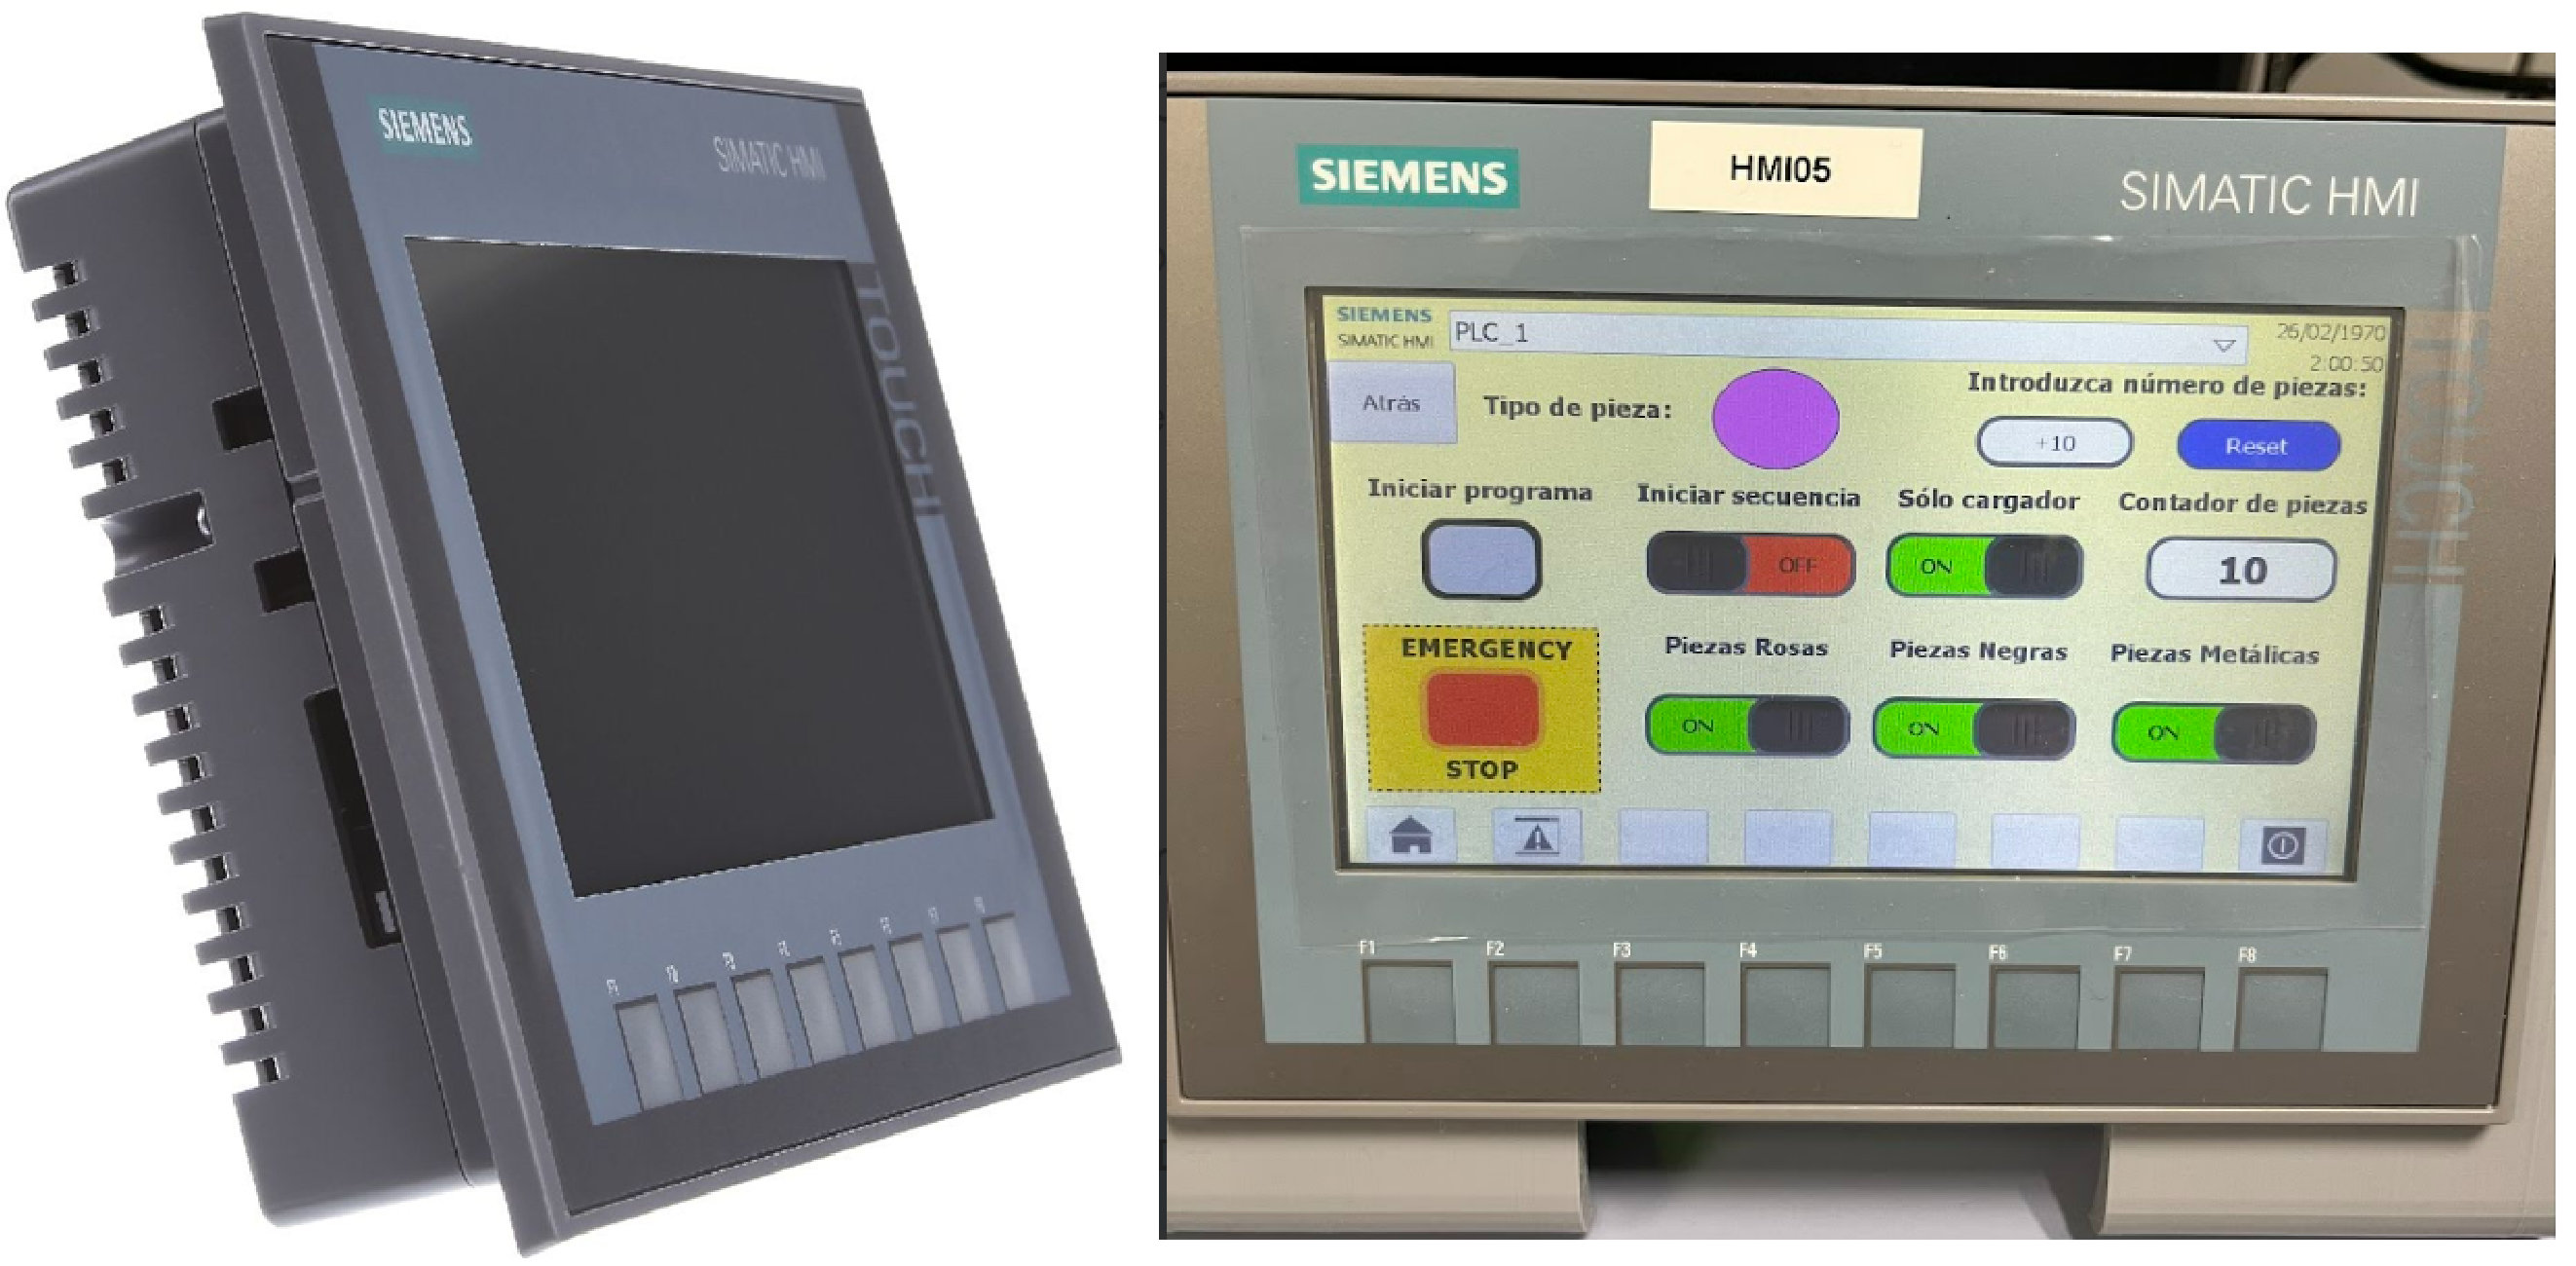 SIEMENS
SIMATIC HMI
TOUCH
F1
F2
F3
F4
F5
F6
F7
F8
SIEMENS
HMI05
SIMATIC HMI
TOUCH
SIEMENS
SIMATIC HMI
PLC_1
26/02/1970
2:00:50
Atrás
Tipo de pieza:
Introduzca número de piezas:
+10
Reset
Iniciar programa
Iniciar secuencia
Sólo cargador
Contador de piezas
OFF
ON
10
EMERGENCY
STOP
Piezas Rosas
Piezas Negras
Piezas Metálicas
ON
ON
ON
F1
F2
F3
F4
F5
F6
F7
F8